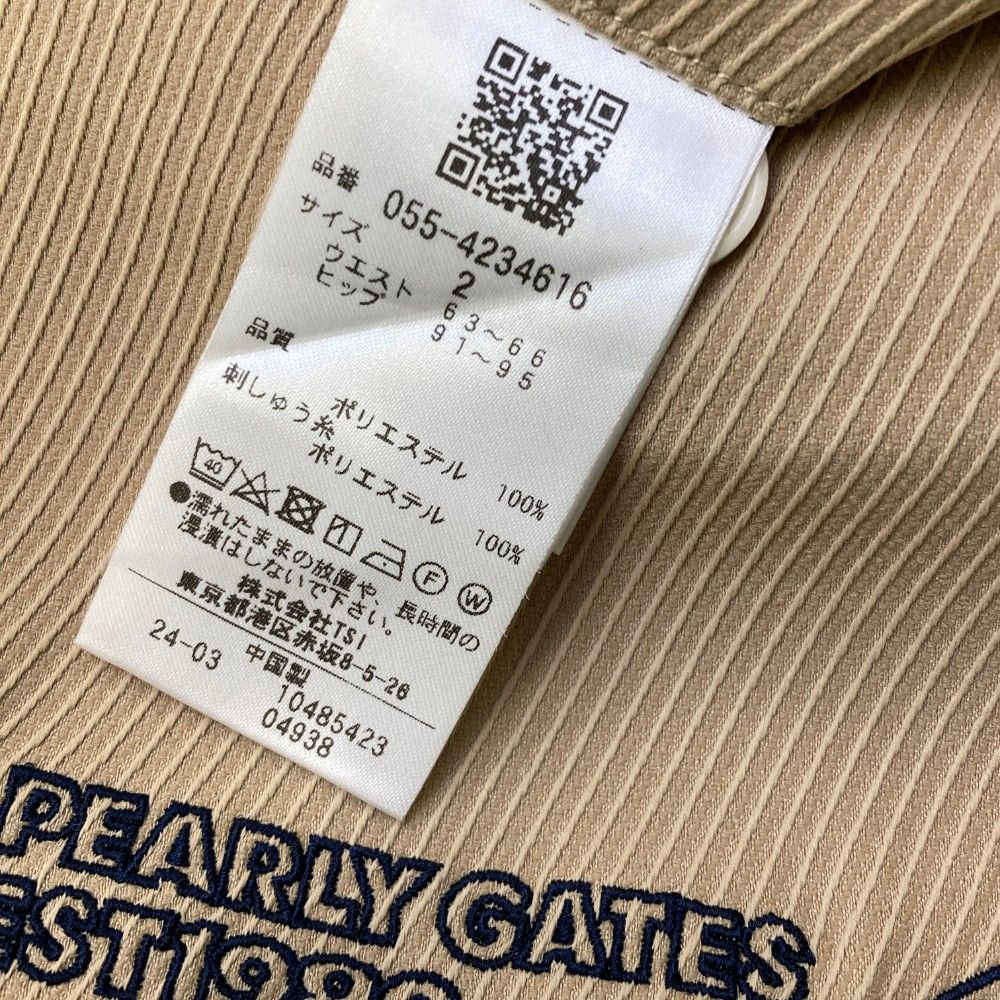 品番 055-4234616
サイズ 2
ウエスト 63~66
ヒップ 91~95
品質
ポリエステル 100%
刺しゅう糸
ポリエステル 100%
40 F W
●濡れたままの放置や、長時間の
浸漬はしないで下さい。
株式会社TSI
東京都港区赤坂8-5-26
24-03 中国製
10485423
04938
PEARLY GATES